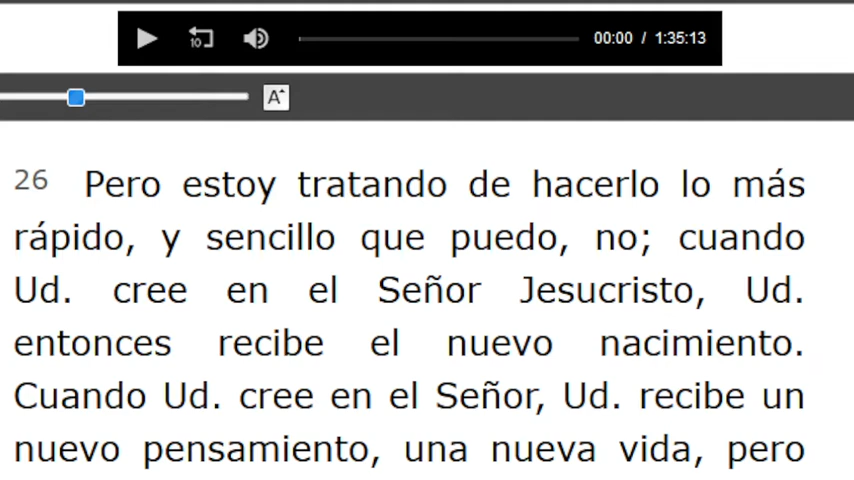 10
00:00 / 1:35:13
A
26 Pero estoy tratando de hacerlo lo más
rápido, y sencillo que puedo, no; cuando
Ud. cree en el Señor Jesucristo, Ud.
entonces recibe el nuevo nacimiento.
Cuando Ud. cree en el Señor, Ud. recibe un
nuevo pensamiento, una nueva vida, pero